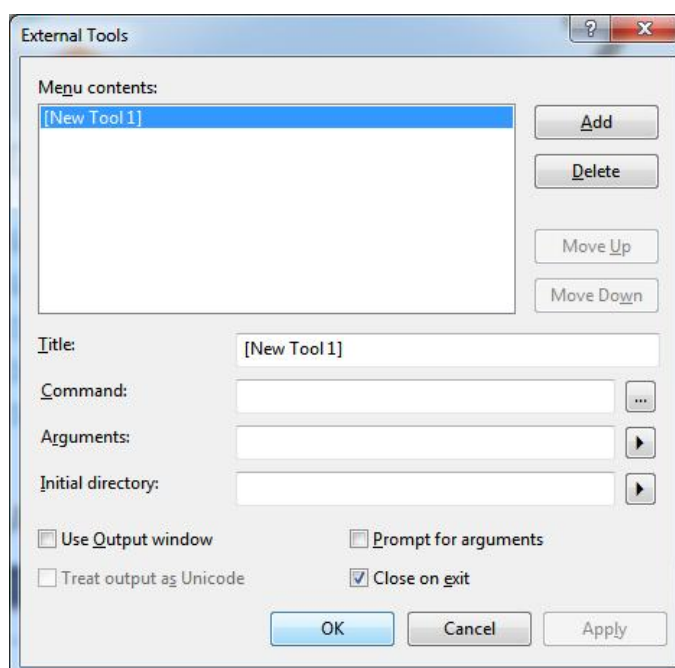 External Tools
Menu contents:
[New Tool 1]
Add
Delete
Move Up
Move Down
Title:
[New Tool 1]
Command:
...
Arguments:
Initial directory:
Use Output window
Prompt for arguments
Treat output as Unicode
Close on exit
OK
Cancel
Apply